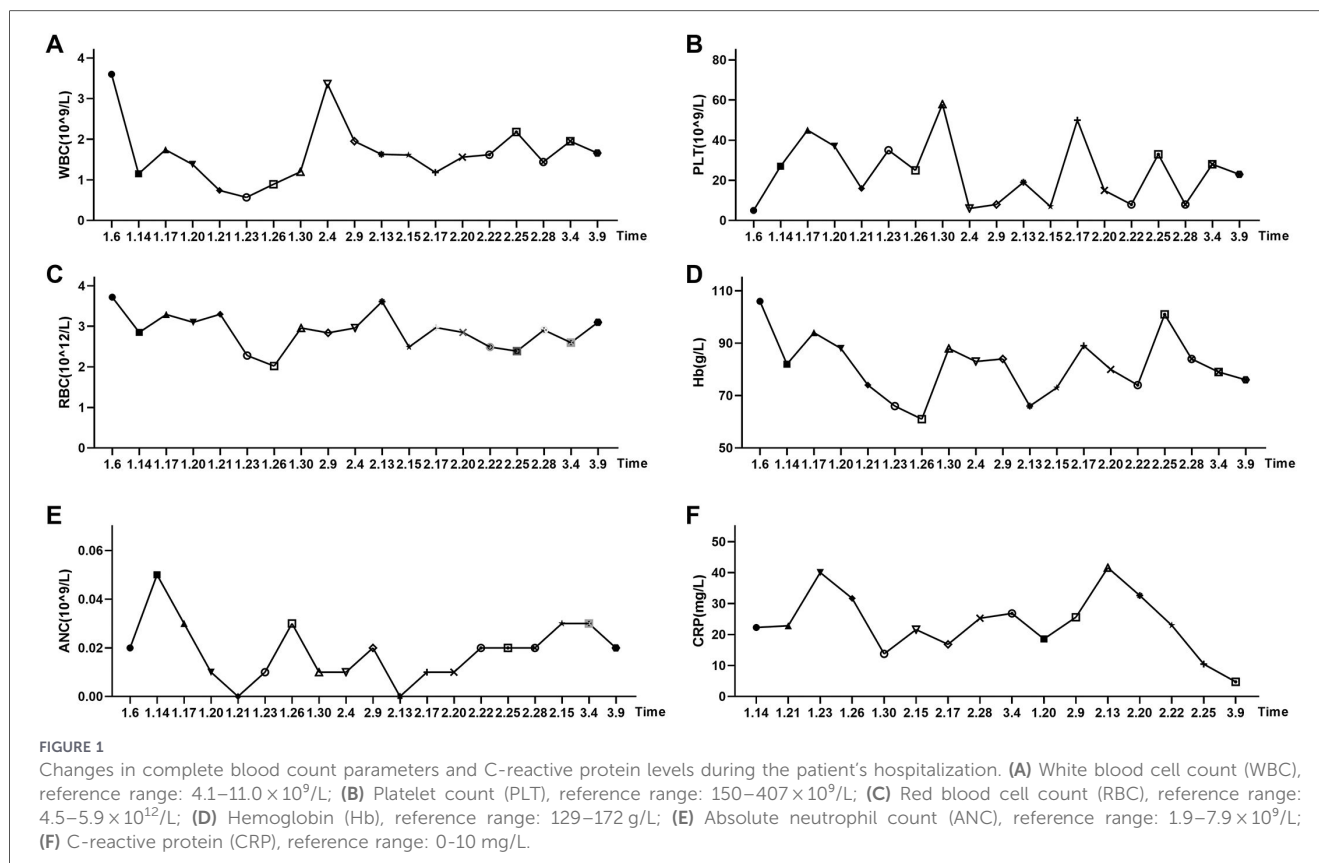 A
WBC(10^9/L)
4
3
2
1
0
1.6 1.14 1.17 1.20 1.21 1.23 1.26 1.30 2.4 2.9 2.13 2.15 2.17 2.20 2.22 2.25 2.28 3.4 3.9 Time
B
PLT(10^9/L)
80
60
40
20
0
1.6 1.14 1.17 1.20 1.21 1.23 1.26 1.30 2.4 2.9 2.13 2.15 2.17 2.20 2.22 2.25 2.28 3.4 3.9 Time
C
RBC(10^12/L)
4
3
2
1
0
1.6 1.14 1.17 1.20 1.21 1.23 1.26 1.30 2.9 2.4 2.13 2.15 2.17 2.20 2.22 2.25 2.28 3.4 3.9 Time
D
Hb(g/L)
110
90
70
50
1.6 1.14 1.17 1.20 1.21 1.23 1.26 1.30 2.4 2.9 2.13 2.15 2.17 2.20 2.22 2.25 2.28 3.4 3.9 Time
E
ANC(10^9/L)
0.06
0.04
0.02
0.00
1.6 1.14 1.17 1.20 1.21 1.23 1.26 1.30 2.4 2.9 2.13 2.17 2.20 2.22 2.25 2.28 2.15 3.4 3.9 Time
F
CRP(mg/L)
50
40
30
20
10
0
1.14 1.21 1.23 1.26 1.30 2.15 2.17 2.28 3.4 1.20 2.9 2.13 2.20 2.22 2.25 3.9 Time
FIGURE 1
Changes in complete blood count parameters and C-reactive protein levels during the patient's hospitalization. (A) White blood cell count (WBC),
reference range: 4.1–11.0 × 10⁹/L; (B) Platelet count (PLT), reference range: 150–407 × 10⁹/L; (C) Red blood cell count (RBC), reference range:
4.5–5.9 × 10¹²/L; (D) Hemoglobin (Hb), reference range: 129–172 g/L; (E) Absolute neutrophil count (ANC), reference range: 1.9–7.9 × 10⁹/L;
(F) C-reactive protein (CRP), reference range: 0-10 mg/L.